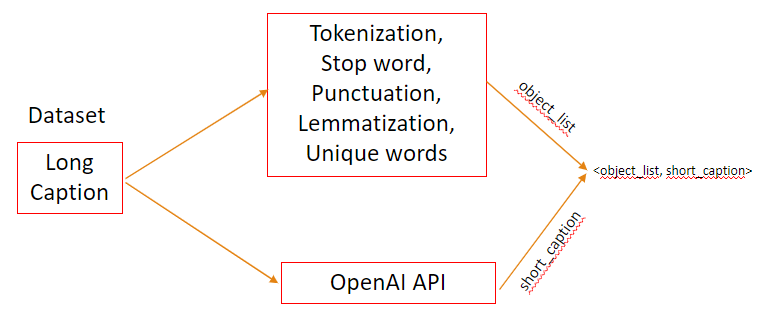 Dataset
Long
Caption
Tokenization,
Stop word,
Punctuation,
Lemmatization,
Unique words
OpenAI API
object_list
short_caption
<object_list, short_caption>